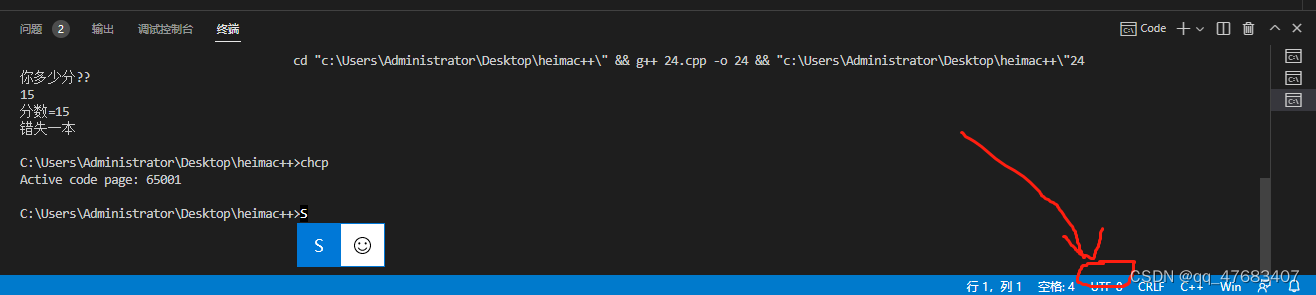 问题 2 输出 调试控制台 终端 Code
cd "c:\Users\Administrator\Desktop\heimac++\" && g++ 24.cpp -o 24 && "c:\Users\Administrator\Desktop\heimac++\"24
你多少分??
15
分数=15
错失一本
C:\Users\Administrator\Desktop\heimac++>chcp
Active code page: 65001
C:\Users\Administrator\Desktop\heimac++>S
S
行 1，列 1 空格: 4 UTF-8 CRLF C++ Win
CSDN @qq_47683407